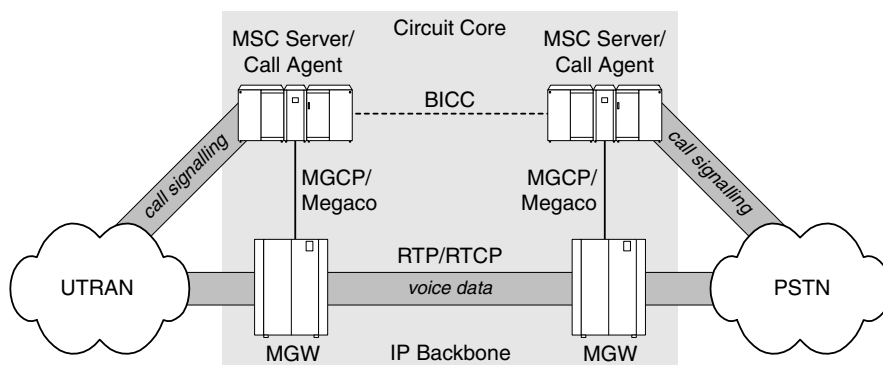 Circuit Core
MSC Server/
Call Agent
MSC Server/
Call Agent
BICC
call signalling
call signalling
MGCP/
Megaco
MGCP/
Megaco
RTP/RTCP
UTRAN
voice data
PSTN
MGW
IP Backbone
MGW